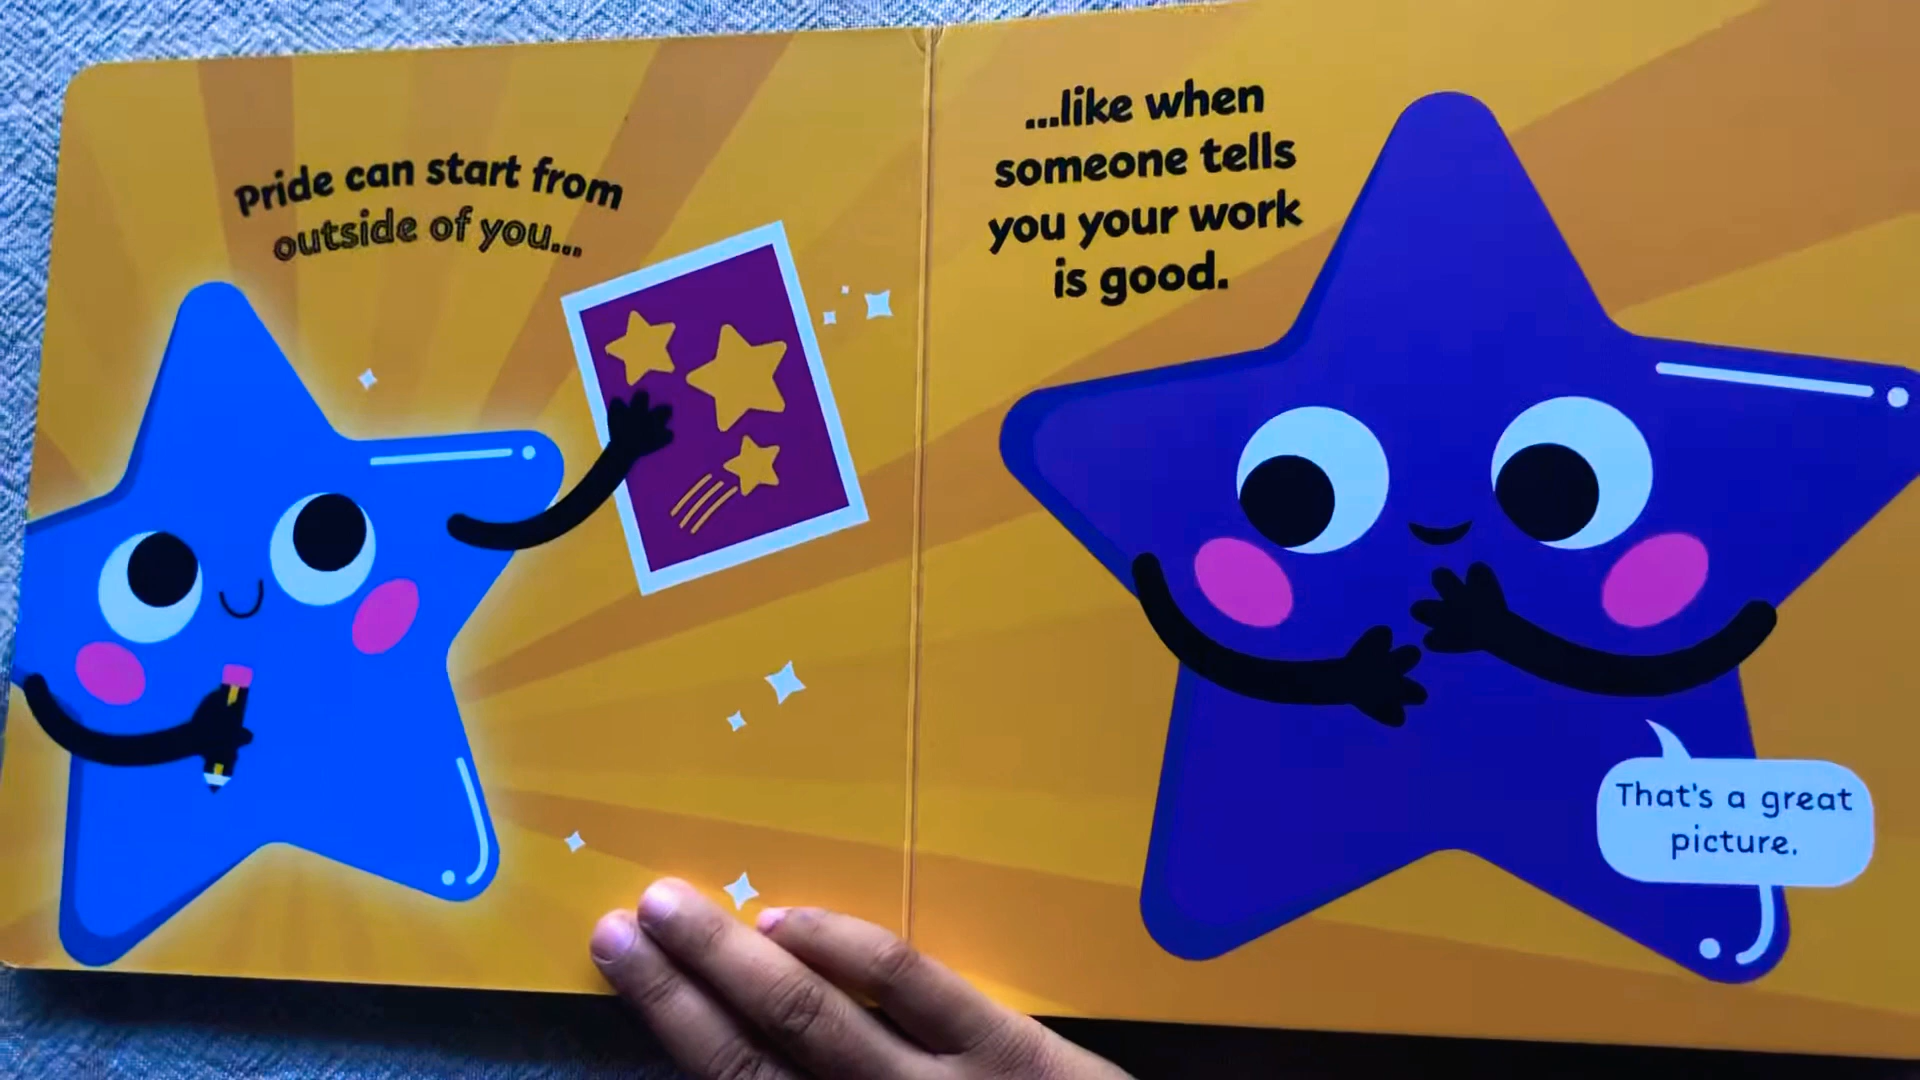 Pride can start from
outside of you...
...like when
someone tells
you your work
is good.
That's a great
picture.